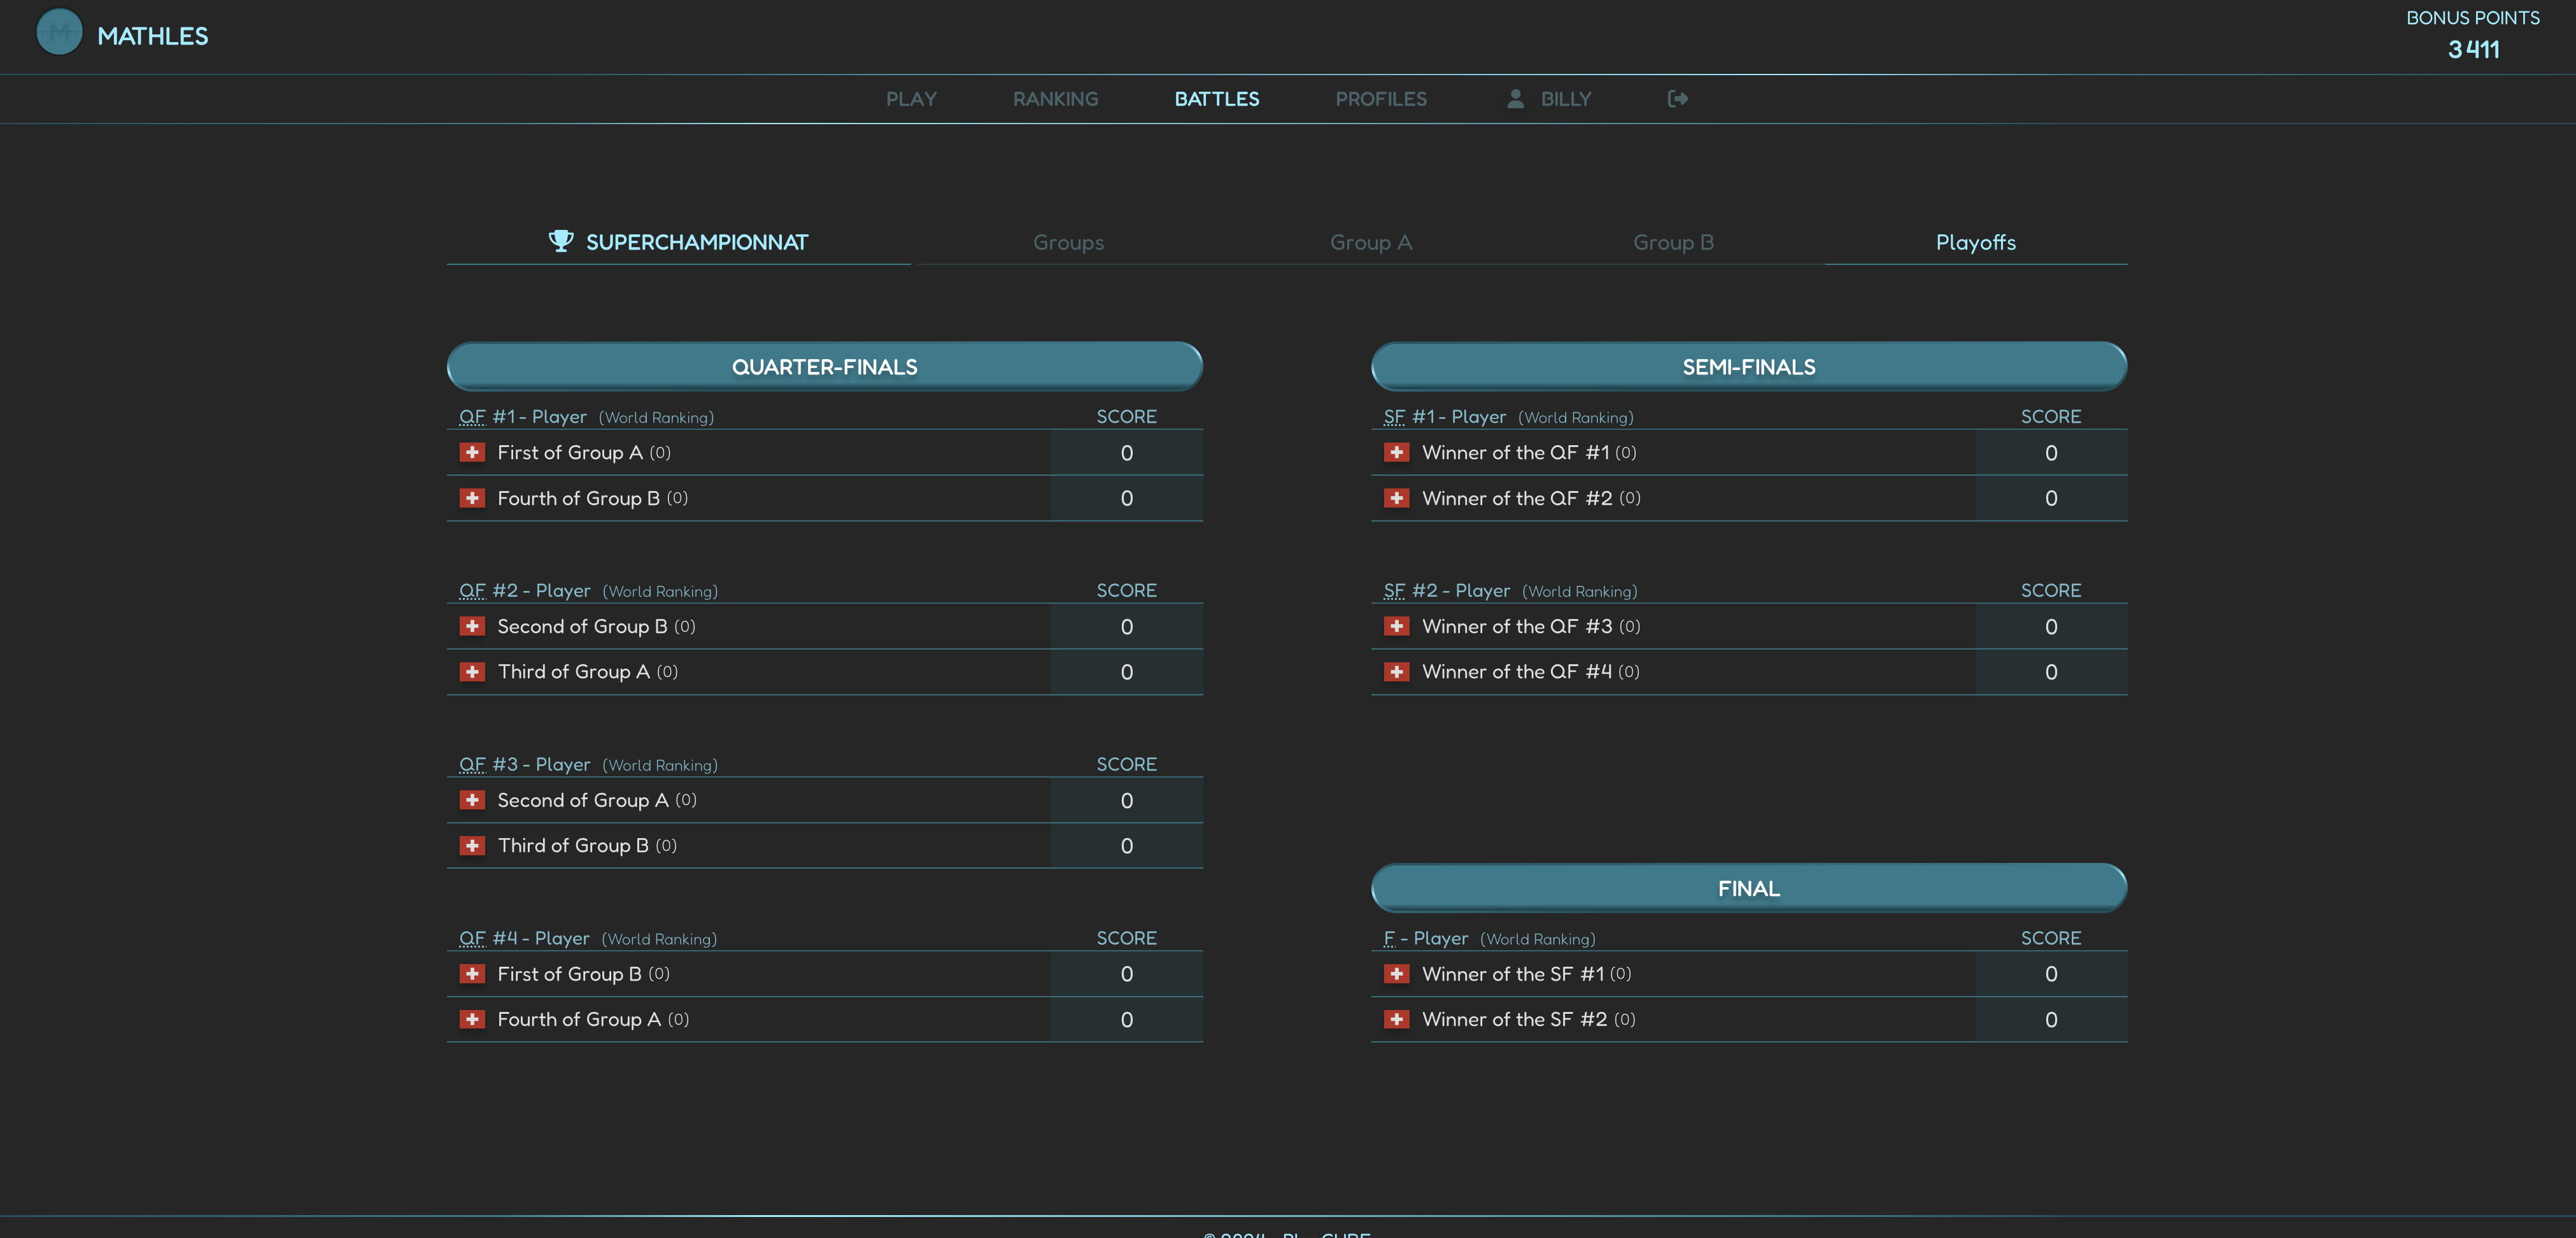 MATHLES
BONUS POINTS
3 411
PLAY RANKING BATTLES PROFILES BILLY
SUPERCHAMPIONNAT Groups Group A Group B Playoffs
QUARTER-FINALS
QF #1 - Player (World Ranking) SCORE
First of Group A (0) 0
Fourth of Group B (0) 0
QF #2 - Player (World Ranking) SCORE
Second of Group B (0) 0
Third of Group A (0) 0
QF #3 - Player (World Ranking) SCORE
Second of Group A (0) 0
Third of Group B (0) 0
QF #4 - Player (World Ranking) SCORE
First of Group B (0) 0
Fourth of Group A (0) 0
SEMI-FINALS
SF #1 - Player (World Ranking) SCORE
Winner of the QF #1 (0) 0
Winner of the QF #2 (0) 0
SF #2 - Player (World Ranking) SCORE
Winner of the QF #3 (0) 0
Winner of the QF #4 (0) 0
FINAL
F - Player (World Ranking) SCORE
Winner of the SF #1 (0) 0
Winner of the SF #2 (0) 0